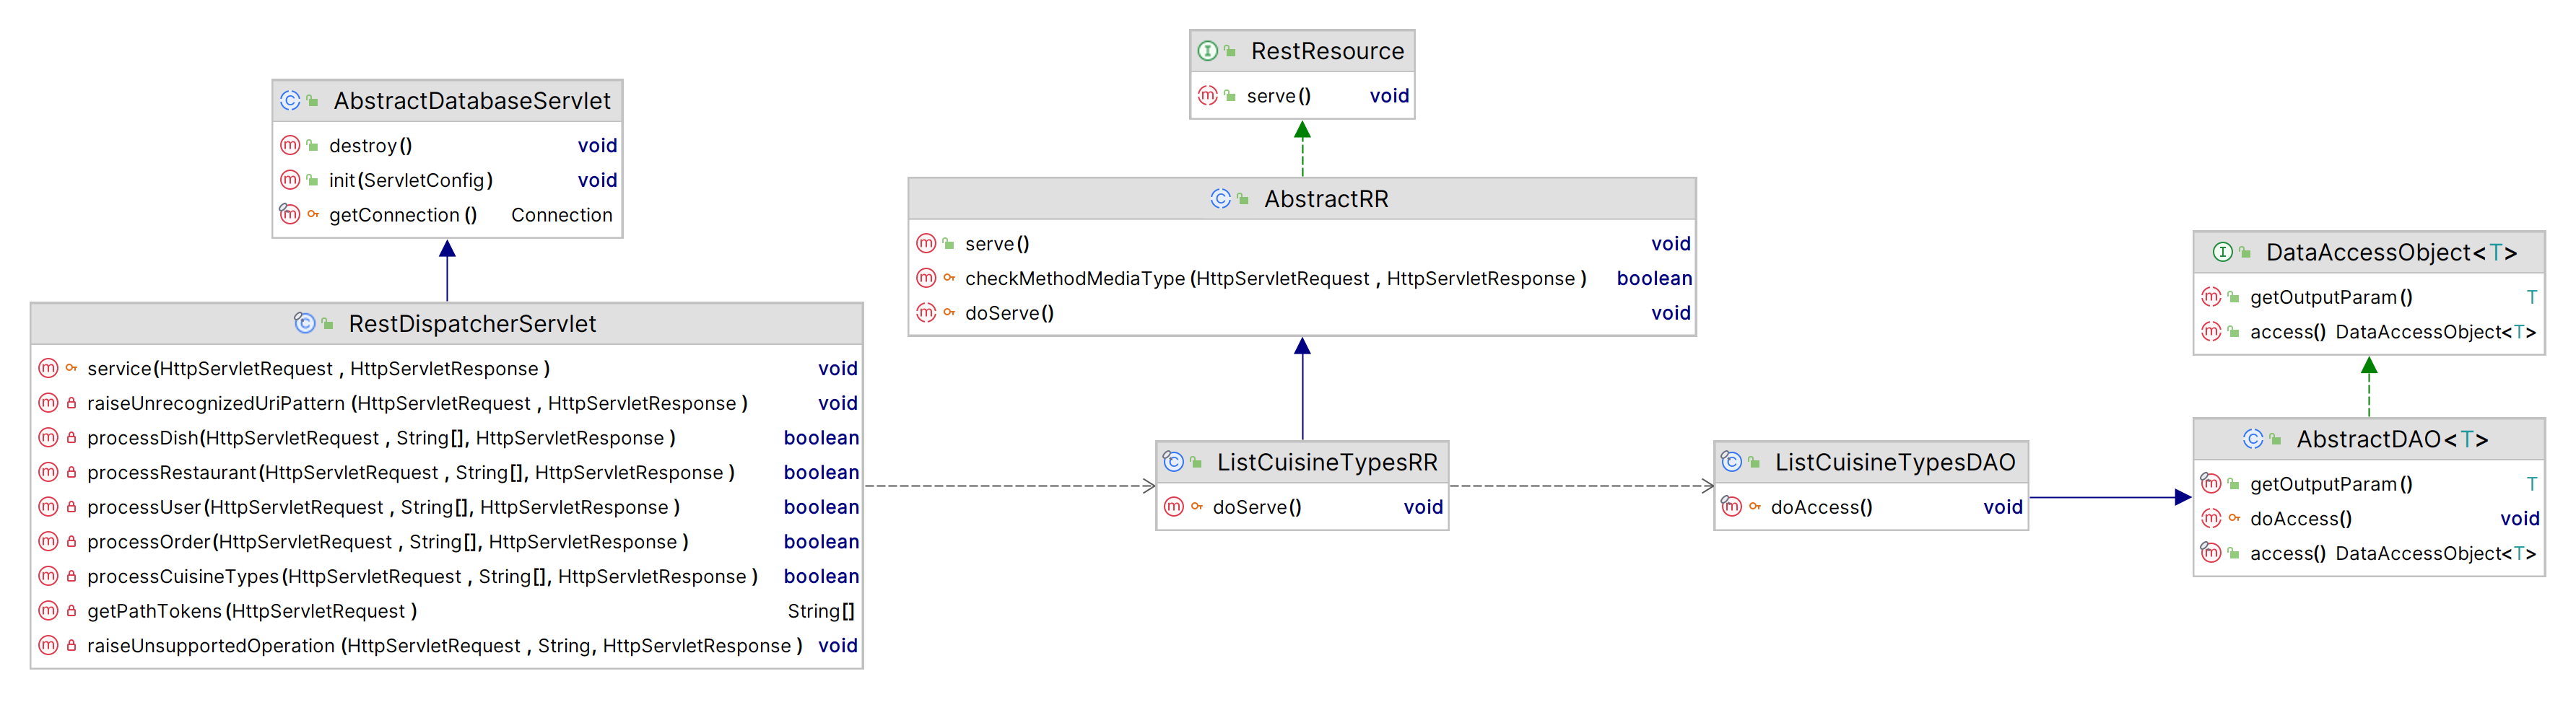 AbstractDatabaseServlet
destroy() void
init(ServletConfig) void
getConnection () Connection
RestDispatcherServlet
service(HttpServletRequest , HttpServletResponse ) void
raiseUnrecognizedUriPattern (HttpServletRequest , HttpServletResponse ) void
processDish(HttpServletRequest , String[], HttpServletResponse ) boolean
processRestaurant(HttpServletRequest , String[], HttpServletResponse ) boolean
processUser(HttpServletRequest , String[], HttpServletResponse ) boolean
processOrder(HttpServletRequest , String[], HttpServletResponse ) boolean
processCuisineTypes(HttpServletRequest , String[], HttpServletResponse ) boolean
getPathTokens(HttpServletRequest ) String[]
raiseUnsupportedOperation (HttpServletRequest , String, HttpServletResponse ) void
RestResource
serve() void
AbstractRR
serve() void
checkMethodMediaType (HttpServletRequest , HttpServletResponse ) boolean
doServe() void
ListCuisineTypesRR
doServe() void
ListCuisineTypesDAO
doAccess() void
DataAccessObject<T>
getOutputParam() T
access() DataAccessObject<T>
AbstractDAO<T>
getOutputParam() T
doAccess() void
access() DataAccessObject<T>